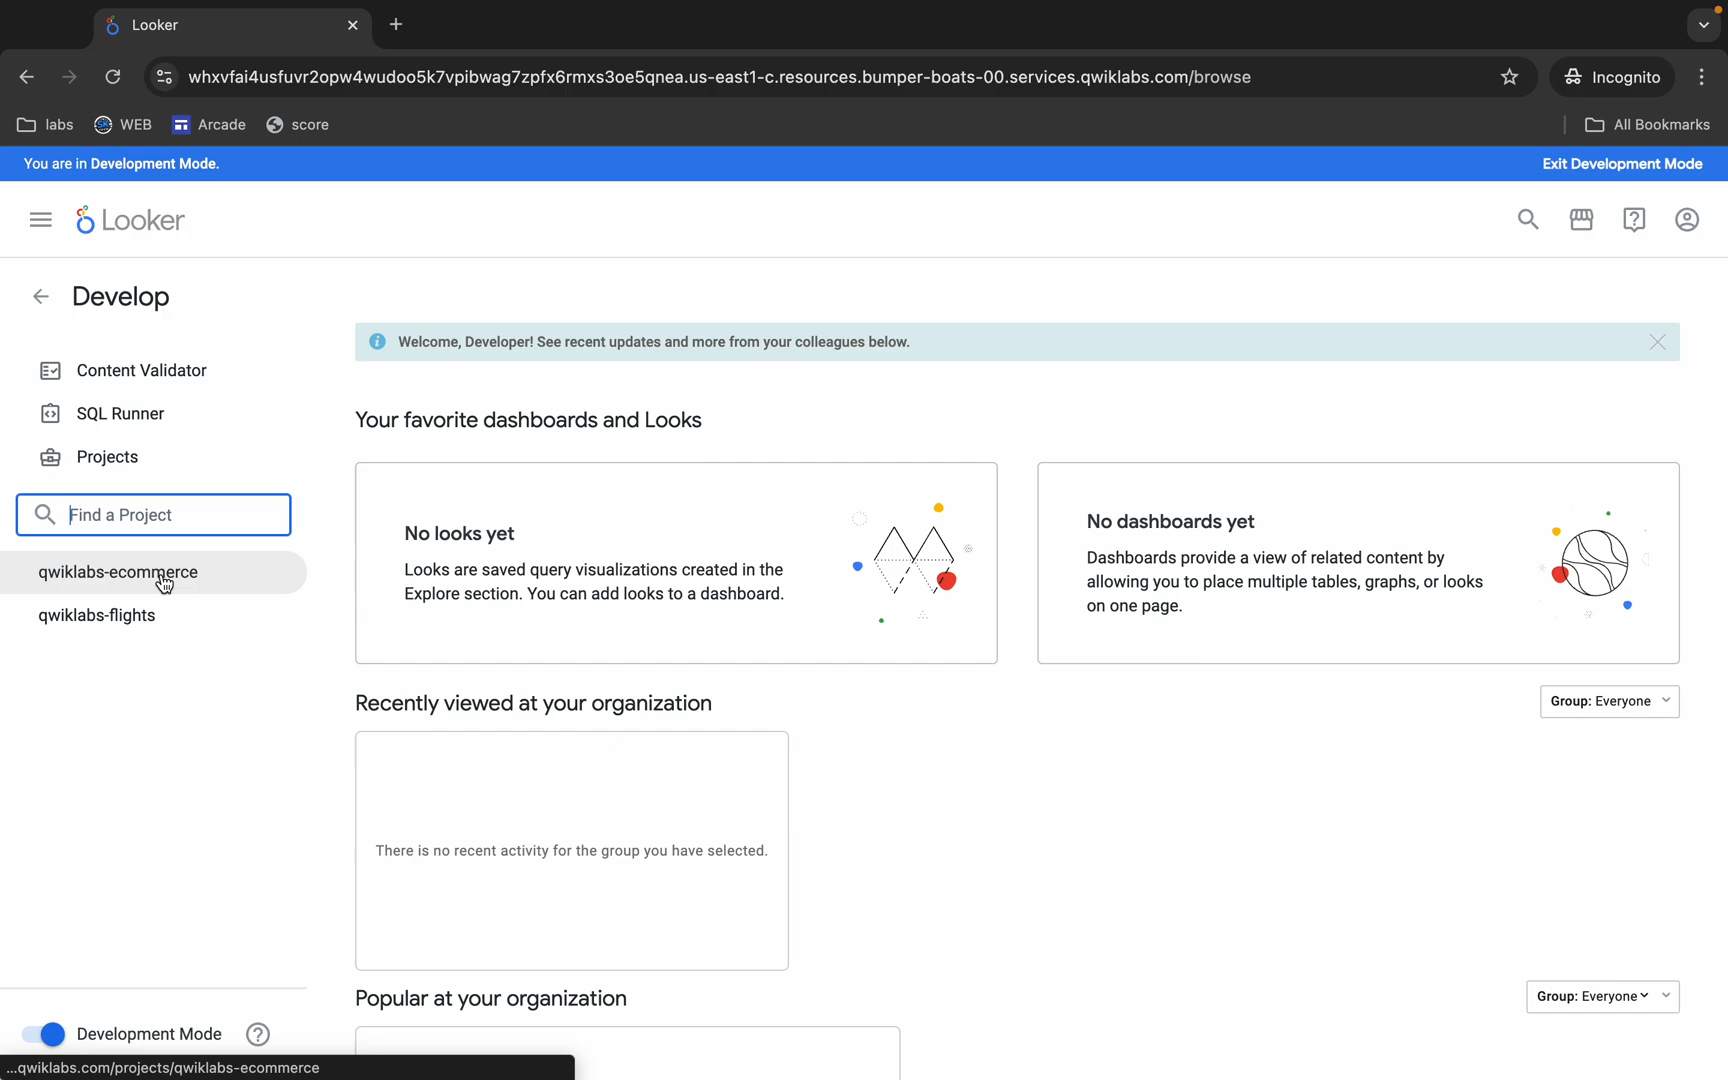 Looker
whxvfai4usfuvr2opw4wudoo5k7vpibwag7zpfx6rmxs3oe5qnea.us-east1-c.resources.bumper-boats-00.services.qwiklabs.com/browse
Incognito
labs
WEB
Arcade
score
All Bookmarks
You are in Development Mode.
Exit Development Mode
Looker
Develop
Content Validator
SQL Runner
Projects
Find a Project
qwiklabs-ecommerce
qwiklabs-flights
Welcome, Developer! See recent updates and more from your colleagues below.
Your favorite dashboards and Looks
No looks yet
Looks are saved query visualizations created in the
Explore section. You can add looks to a dashboard.
No dashboards yet
Dashboards provide a view of related content by
allowing you to place multiple tables, graphs, or looks
on one page.
Recently viewed at your organization
Group: Everyone
There is no recent activity for the group you have selected.
Popular at your organization
Group: Everyone
Development Mode
...qwiklabs.com/projects/qwiklabs-ecommerce